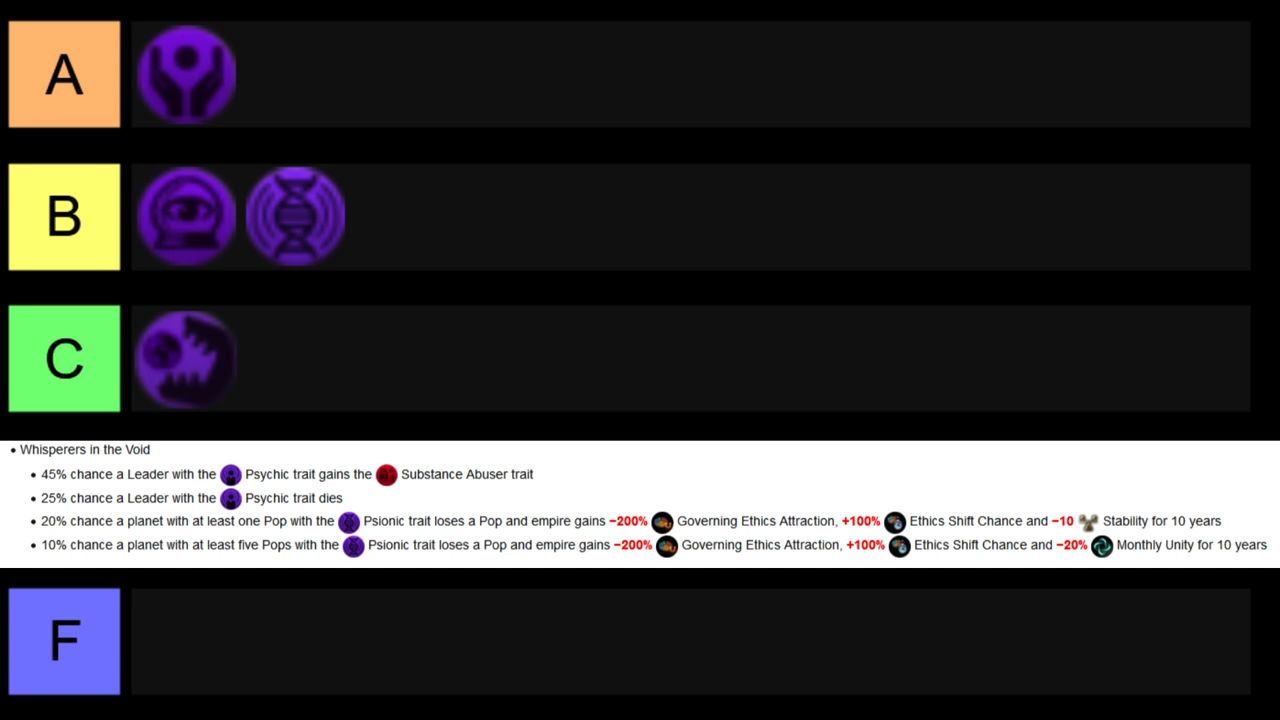 A
B
C
• Whisperers in the Void
• 45% chance a Leader with the Psychic trait gains the Substance Abuser trait
• 25% chance a Leader with the Psychic trait dies
• 20% chance a planet with at least one Pop with the Psionic trait loses a Pop and empire gains −200% Governing Ethics Attraction, +100% Ethics Shift Chance and −10 Stability for 10 years
• 10% chance a planet with at least five Pops with the Psionic trait loses a Pop and empire gains −200% Governing Ethics Attraction, +100% Ethics Shift Chance and −20% Monthly Unity for 10 years
F